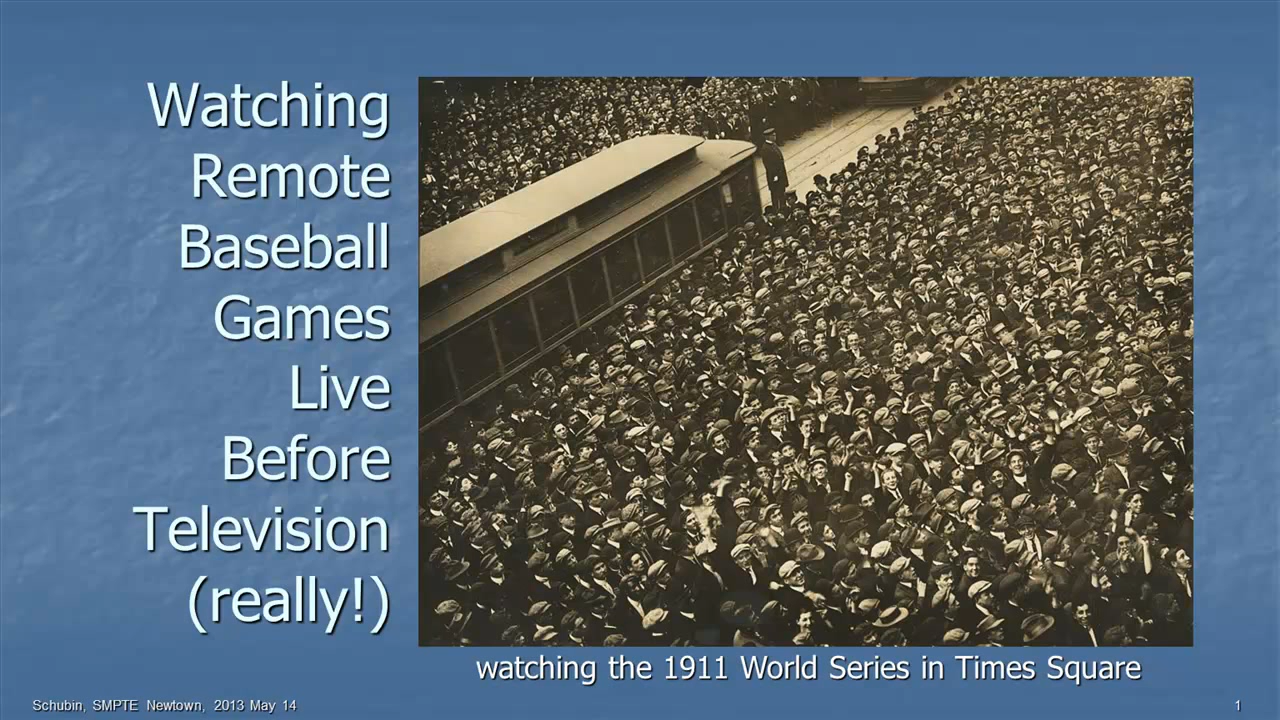 Watching
Remote
Baseball
Games
Live
Before
Television
(really!)
watching the 1911 World Series in Times Square
Schubin, SMPTE Newtown, 2013 May 14
1